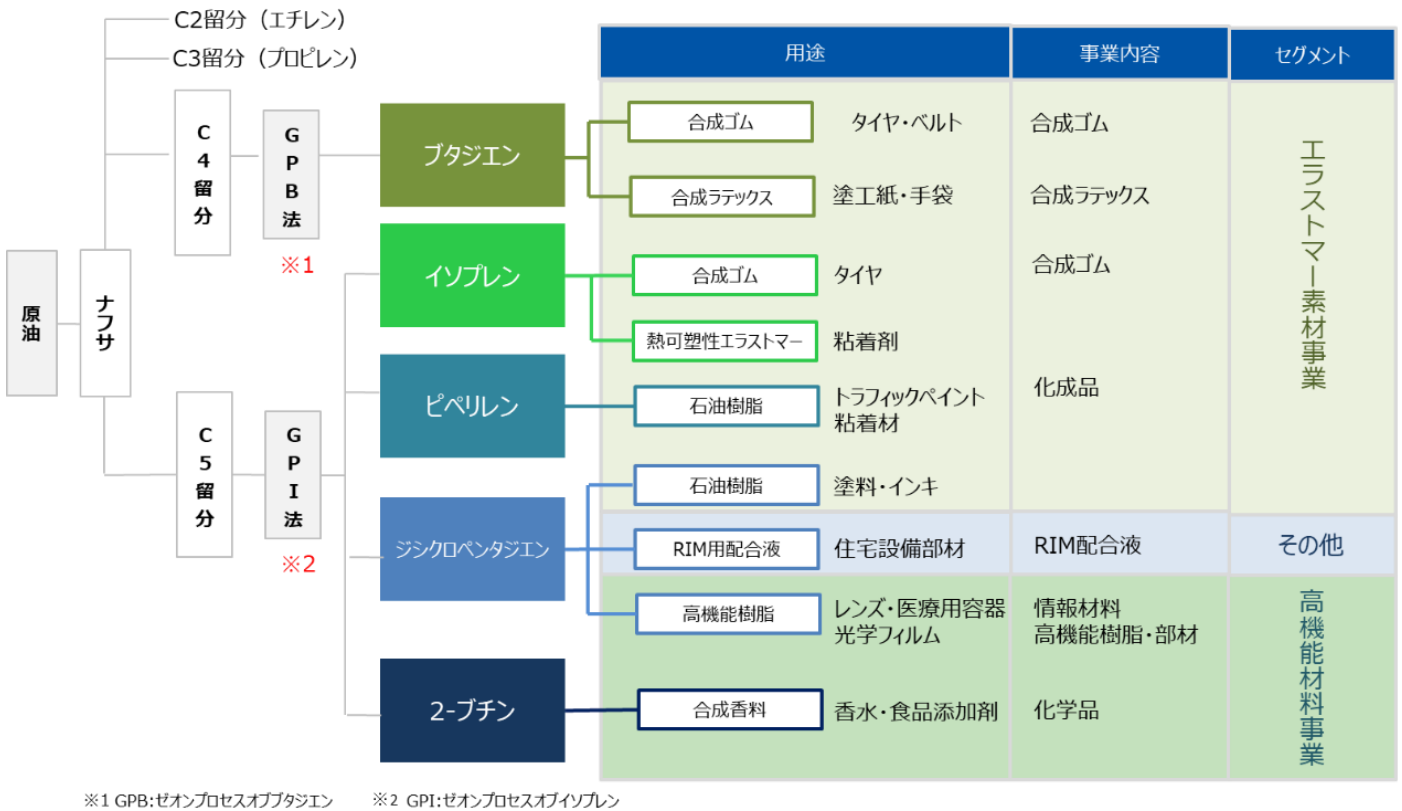 C2留分（エチレン）
C3留分（プロピレン）
用途
事業内容
セグメント
原油
ナフサ
C4留分
GPB法
※1
C5留分
GPI法
※2
ブタジエン
合成ゴム
タイヤ・ベルト
合成ゴム
合成ラテックス
塗工紙・手袋
合成ラテックス
イソプレン
合成ゴム
タイヤ
合成ゴム
熱可塑性エラストマー
粘着剤
ピペリレン
石油樹脂
トラフィックペイント
粘着材
化成品
ジシクロペンタジエン
石油樹脂
塗料・インキ
エラストマー素材事業
RIM用配合液
住宅設備部材
RIM配合液
その他
高機能樹脂
レンズ・医療用容器
光学フィルム
情報材料
高機能樹脂・部材
2-ブチン
合成香料
香水・食品添加剤
化学品
高機能材料事業
※1 GPB:ゼオンプロセスオブブタジエン
※2 GPI:ゼオンプロセスオブイソプレン